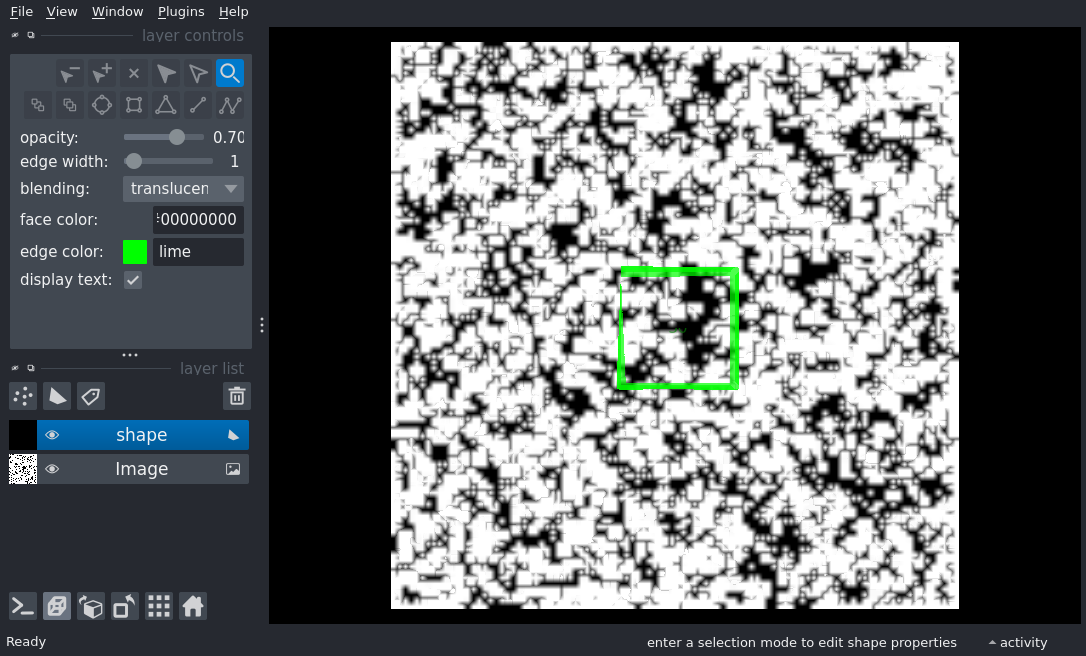 File View Window Plugins Help
layer controls
opacity: 0.70
edge width: 1
blending: translucen
face color: 00000000
edge color: lime
display text:
layer list
shape
Image
Ready
enter a selection mode to edit shape properties
activity